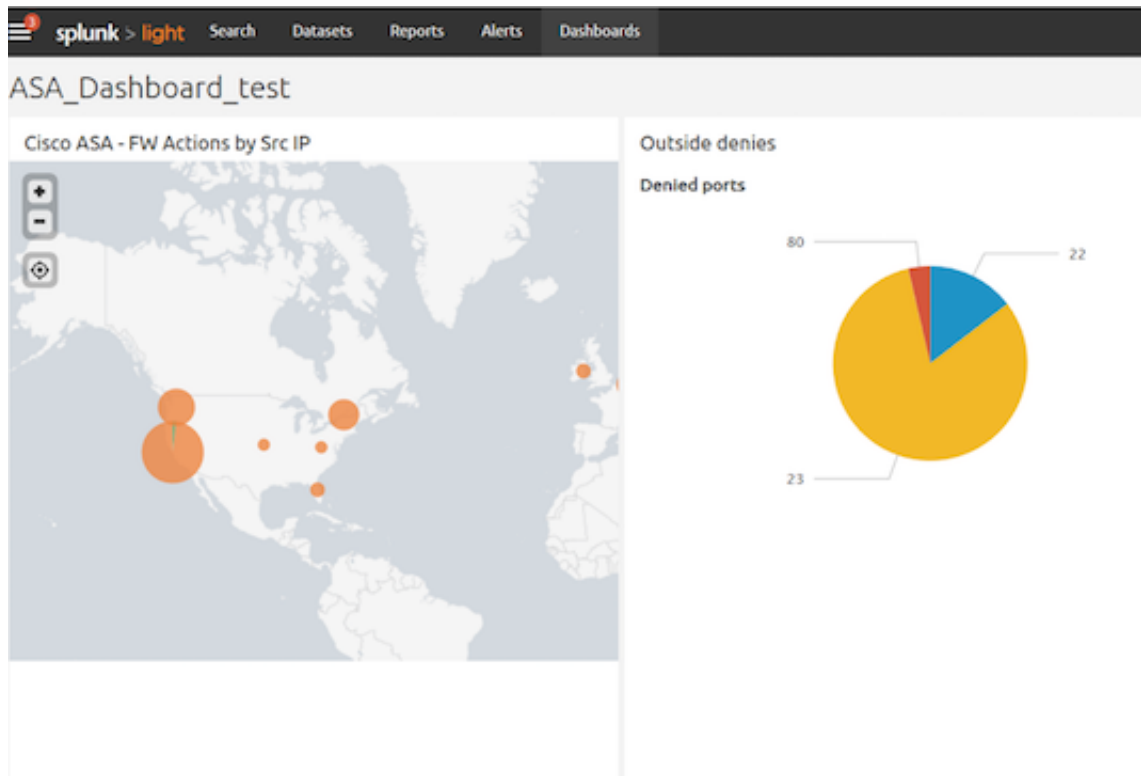 3
splunk > light Search Datasets Reports Alerts Dashboards
ASA_Dashboard_test
Cisco ASA - FW Actions by Src IP
+
-
Outside denies
Denied ports
80
22
23